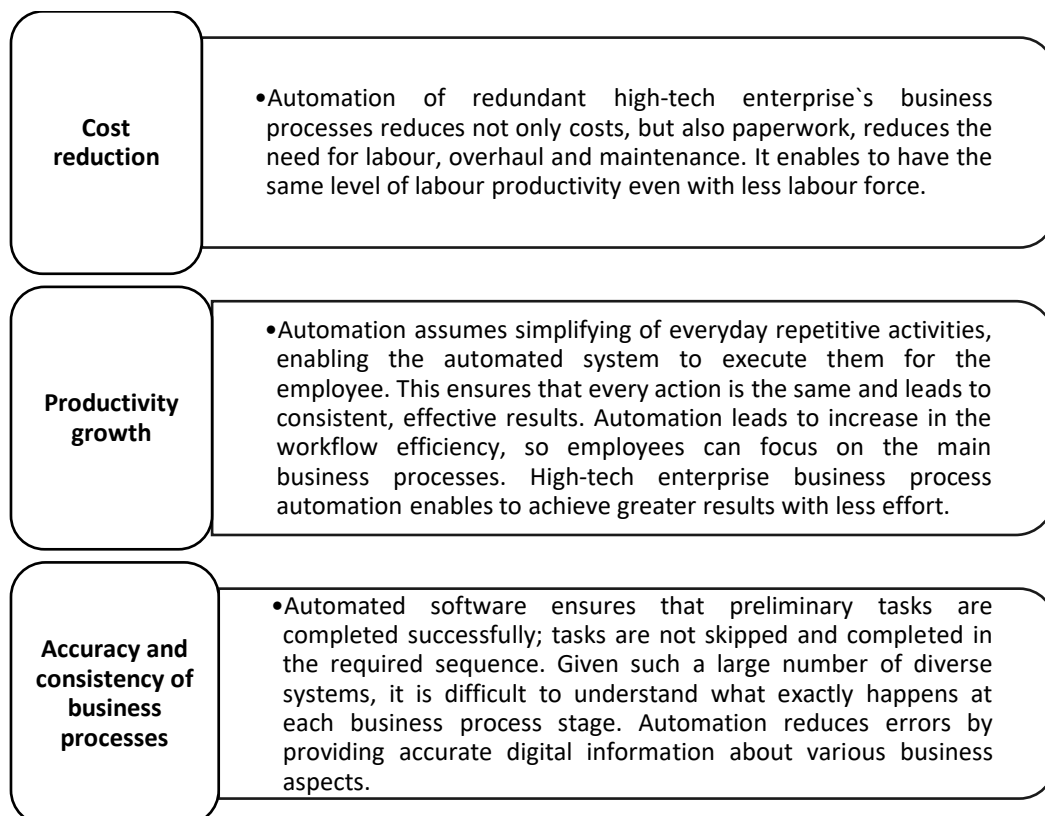 Cost
reduction
•Automation of redundant high-tech enterprise`s business
processes reduces not only costs, but also paperwork, reduces the
need for labour, overhaul and maintenance. It enables to have the
same level of labour productivity even with less labour force.
Productivity
growth
•Automation assumes simplifying of everyday repetitive activities,
enabling the automated system to execute them for the
employee. This ensures that every action is the same and leads to
consistent, effective results. Automation leads to increase in the
workflow efficiency, so employees can focus on the main
business processes. High-tech enterprise business process
automation enables to achieve greater results with less effort.
Accuracy and
consistency of
business
processes
•Automated software ensures that preliminary tasks are
completed successfully; tasks are not skipped and completed in
the required sequence. Given such a large number of diverse
systems, it is difficult to understand what exactly happens at
each business process stage. Automation reduces errors by
providing accurate digital information about various business
aspects.